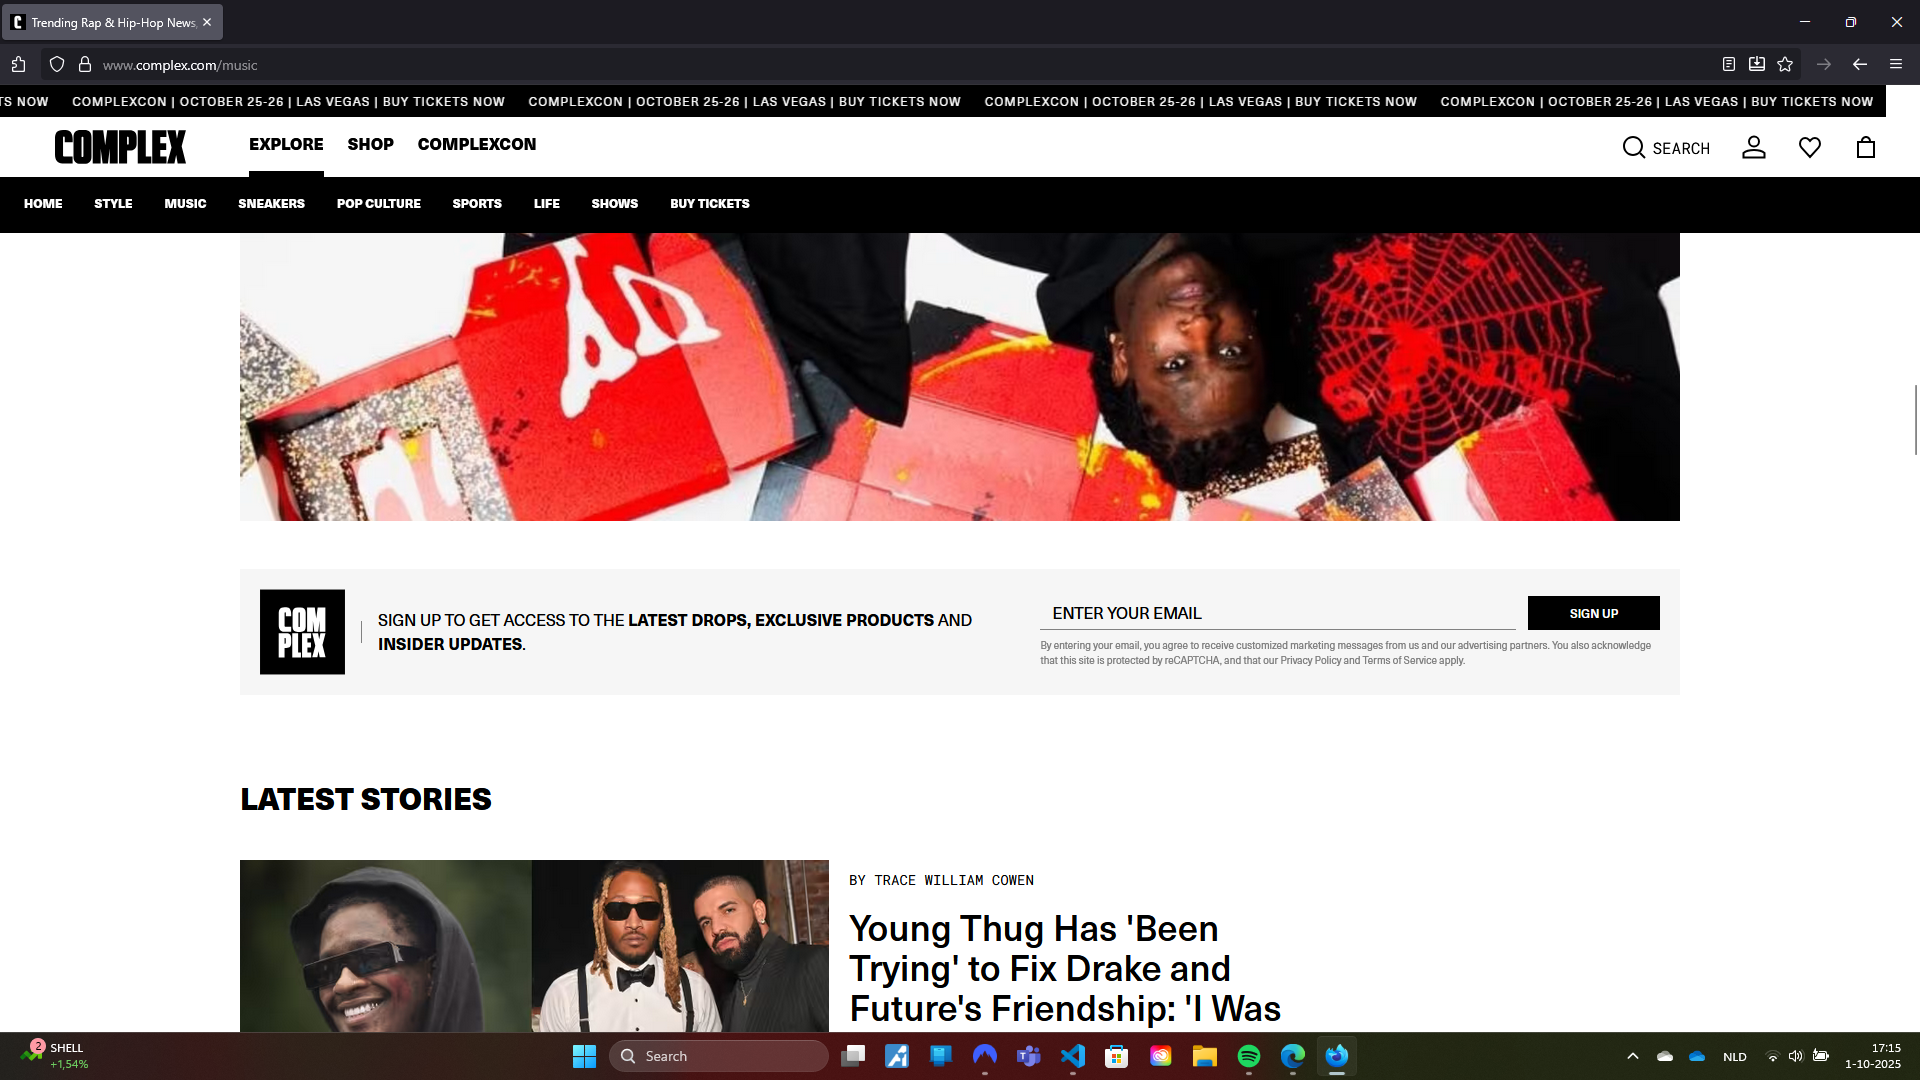 Trending Rap & Hip-Hop News,
www.complex.com/music
TS NOW COMPLEXCON | OCTOBER 25-26 | LAS VEGAS | BUY TICKETS NOW COMPLEXCON | OCTOBER 25-26 | LAS VEGAS | BUY TICKETS NOW COMPLEXCON | OCTOBER 25-26 | LAS VEGAS | BUY TICKETS NOW COMPLEXCON | OCTOBER 25-26 | LAS VEGAS | BUY TICKETS NOW
COMPLEX EXPLORE SHOP COMPLEXCON SEARCH
HOME STYLE MUSIC SNEAKERS POP CULTURE SPORTS LIFE SHOWS BUY TICKETS
COM
PLEX
SIGN UP TO GET ACCESS TO THE LATEST DROPS, EXCLUSIVE PRODUCTS AND
INSIDER UPDATES.
ENTER YOUR EMAIL
SIGN UP
By entering your email, you agree to receive customized marketing messages from us and our advertising partners. You also acknowledge
that this site is protected by reCAPTCHA, and that our Privacy Policy and Terms of Service apply.
LATEST STORIES
BY TRACE WILLIAM COWEN
Young Thug Has 'Been
Trying' to Fix Drake and
Future's Friendship: 'I Was
2
SHELL
+1,54%
Search
NLD
17:15
1-10-2025